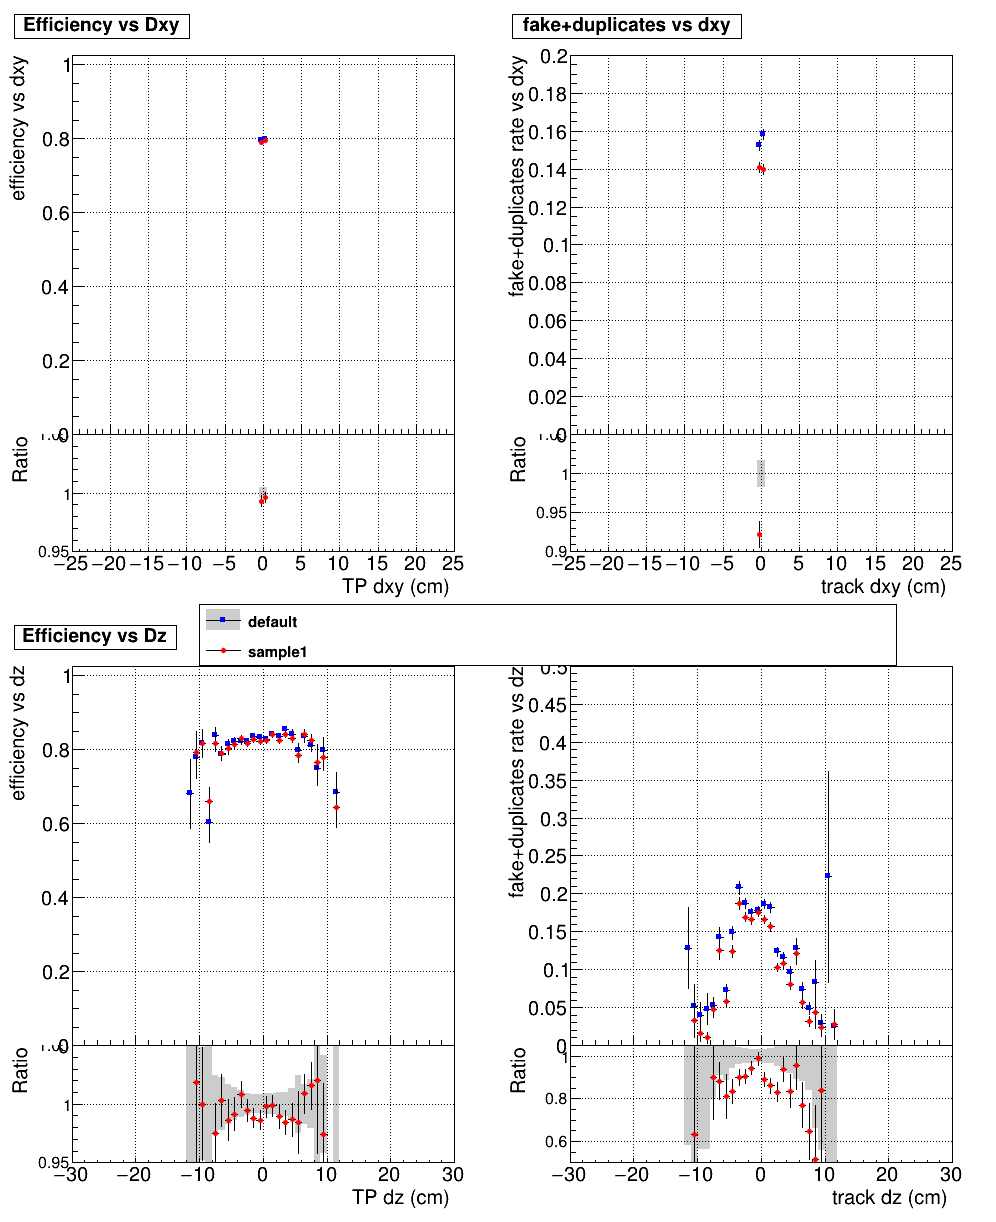 Efficiency vs Dxy
efficiency vs dxy
1
0.8
0.6
0.4
0.2
0
Ratio
1
0.95
−25 −20 −15 −10 −5 0 5 10 15 20 25
TP dxy (cm)
fake+duplicates vs dxy
fake+duplicates rate vs dxy
0.2
0.18
0.16
0.14
0.12
0.1
0.08
0.06
0.04
0.02
0
Ratio
1
0.95
0.9
−25 −20 −15 −10 −5 0 5 10 15 20 25
track dxy (cm)
default
sample1
Efficiency vs Dz
efficiency vs dz
1
0.8
0.6
0.4
0.2
0
Ratio
1
0.95
−30 −20 −10 0 10 20 30
TP dz (cm)
fake+duplicates rate vs dz
0.5
0.45
0.4
0.35
0.3
0.25
0.2
0.15
0.1
0.05
0
Ratio
1
0.8
0.6
−30 −20 −10 0 10 20 30
track dz (cm)